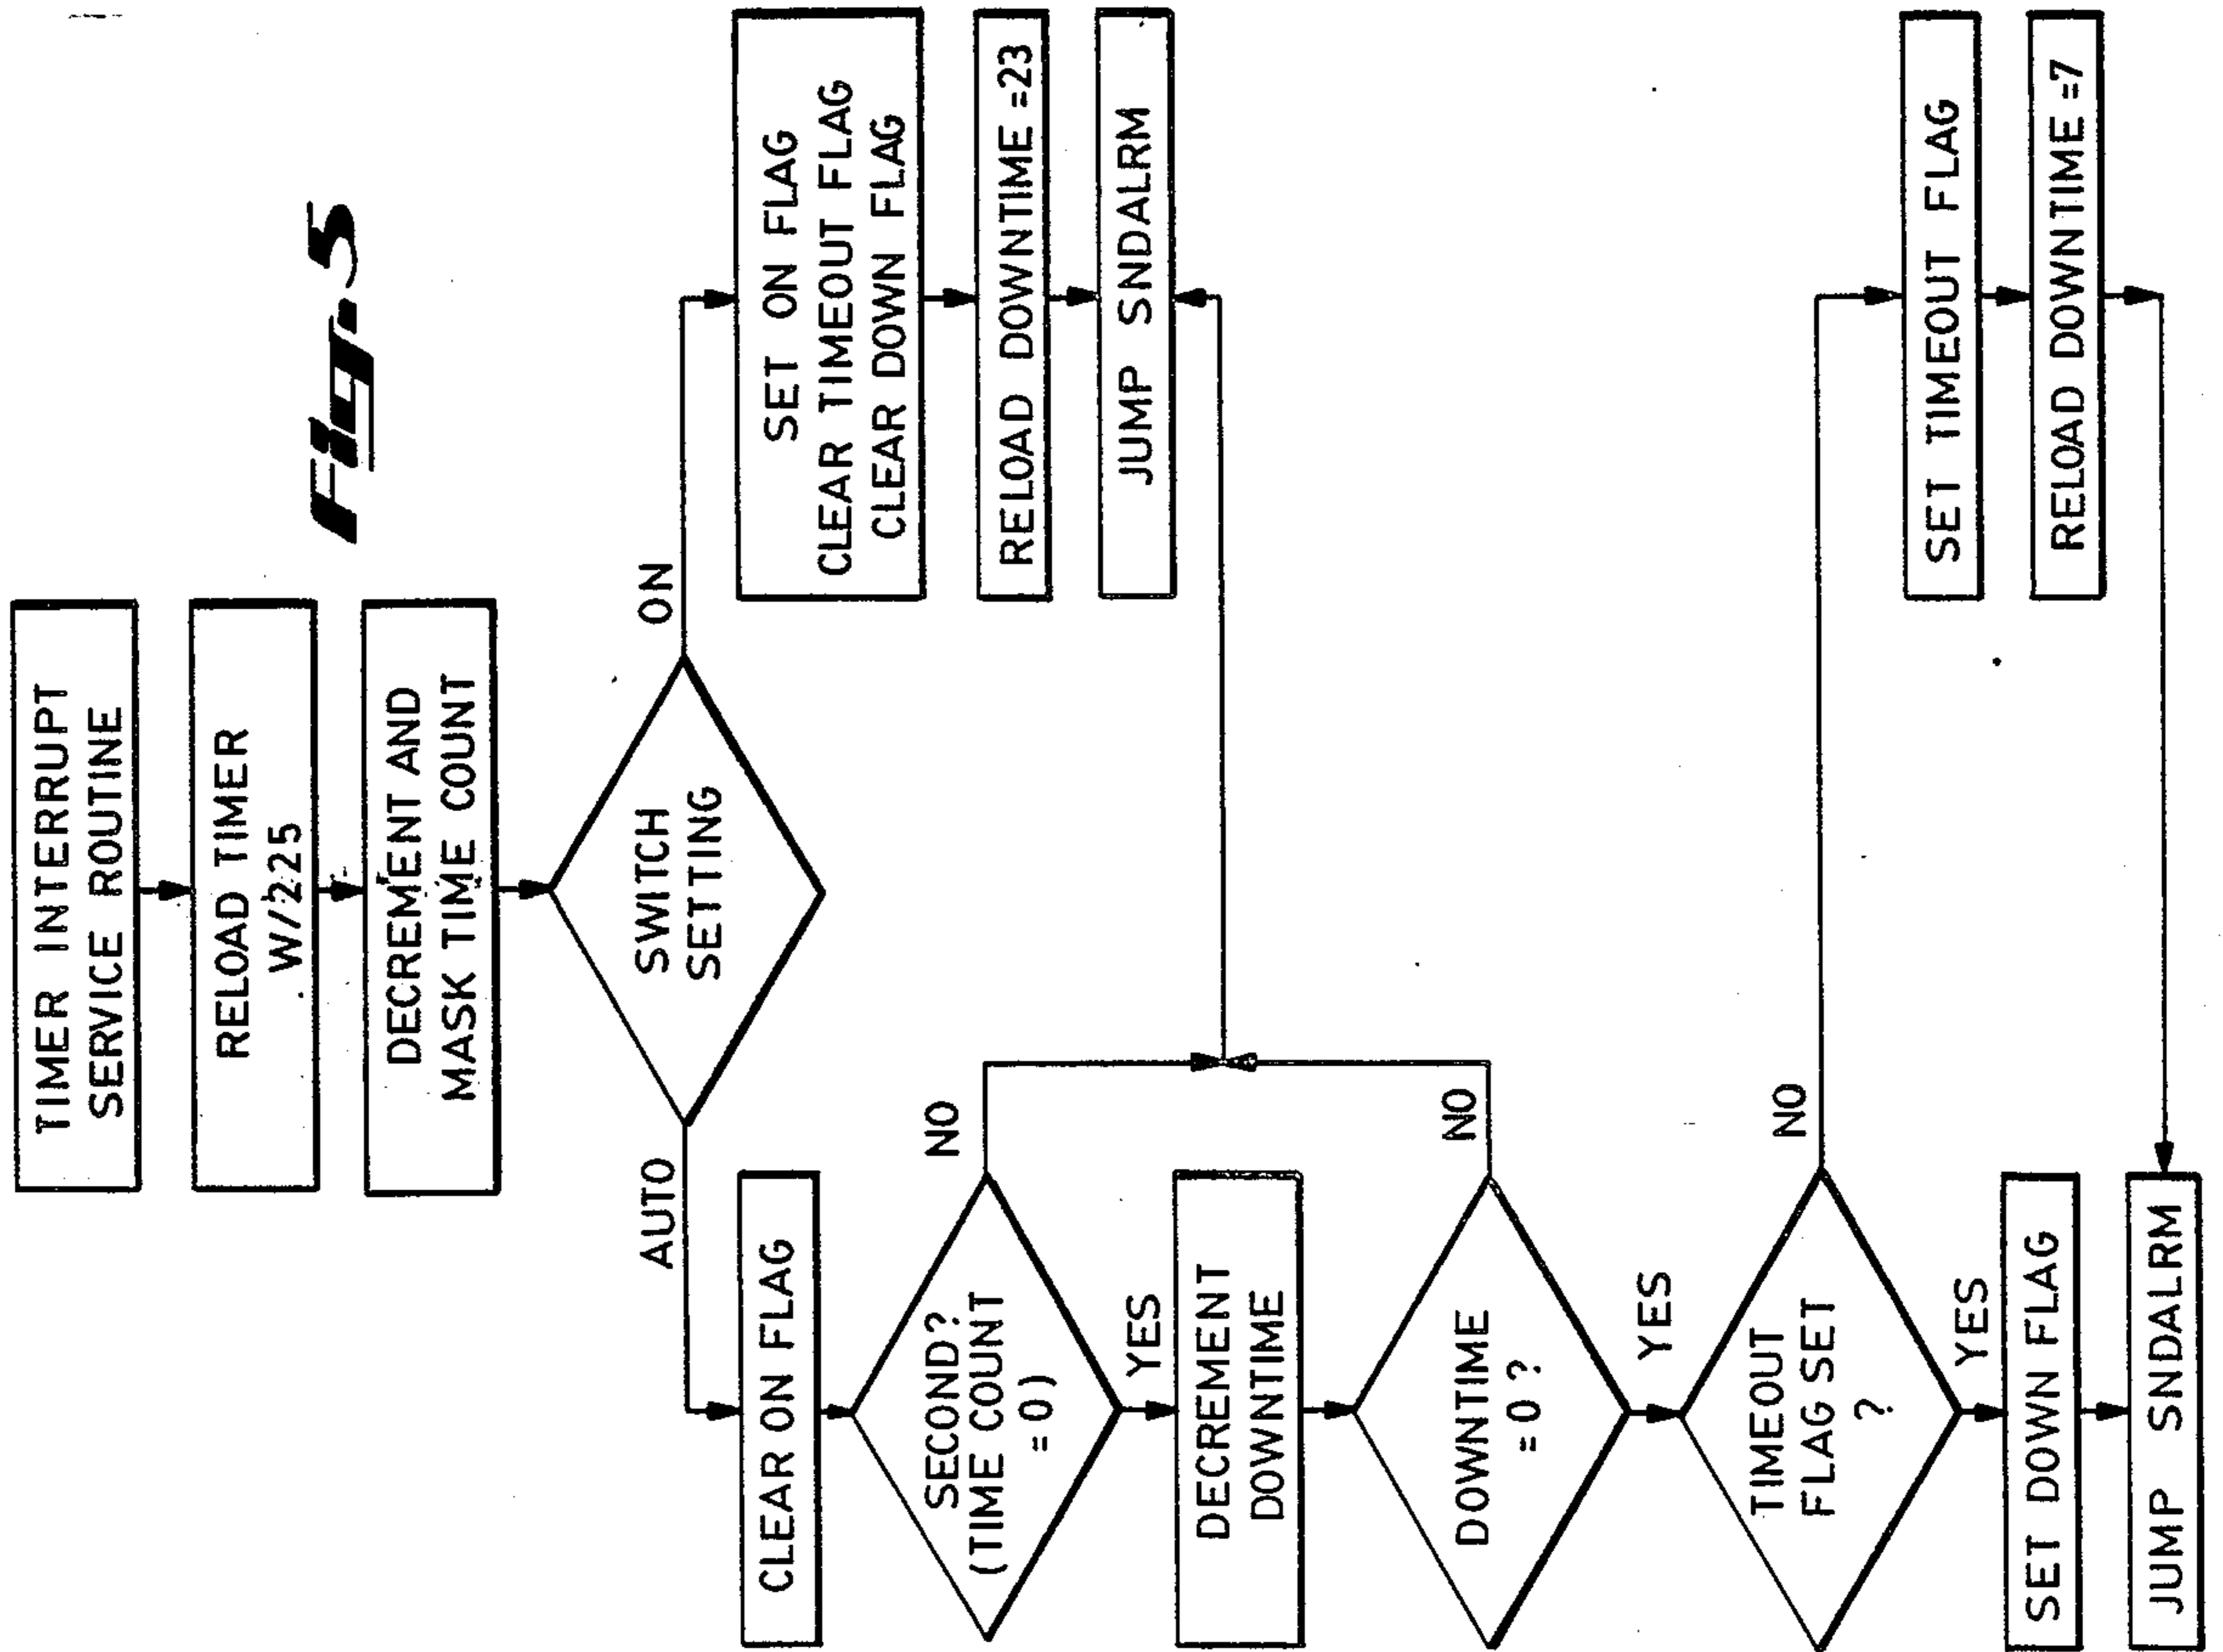 Fig. 5
TIMER INTERRUPT
SERVICE ROUTINE
RELOAD TIMER
W/225
DECREMENT AND
MASK TIME COUNT
SWITCH
SETTING
AUTO
ON
CLEAR ON FLAG
SECOND?
(TIME COUNT
= 0)
NO
YES
DECREMENT
DOWNTIME
DOWNTIME
= 0 ?
NO
YES
TIMEOUT
FLAG SET
?
NO
YES
SET DOWN FLAG
JUMP SNDALRM
SET ON FLAG
CLEAR TIMEOUT FLAG
CLEAR DOWN FLAG
RELOAD DOWNTIME =23
JUMP SNDALRM
SET TIMEOUT FLAG
RELOAD DOWNTIME =7